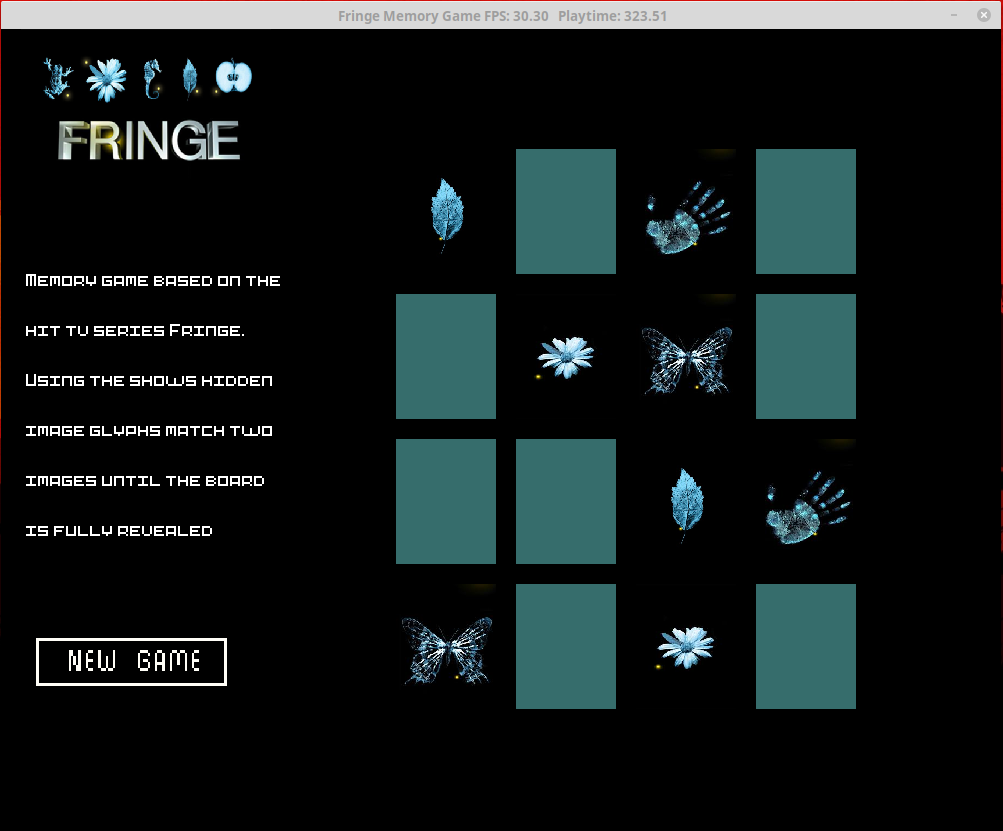 Fringe Memory Game FPS: 30.30 Playtime: 323.51
FRINGE
Memory game based on the
hit tv series Fringe.
Using the shows hidden
image glyphs match two
images until the board
is fully revealed
NEW GAME